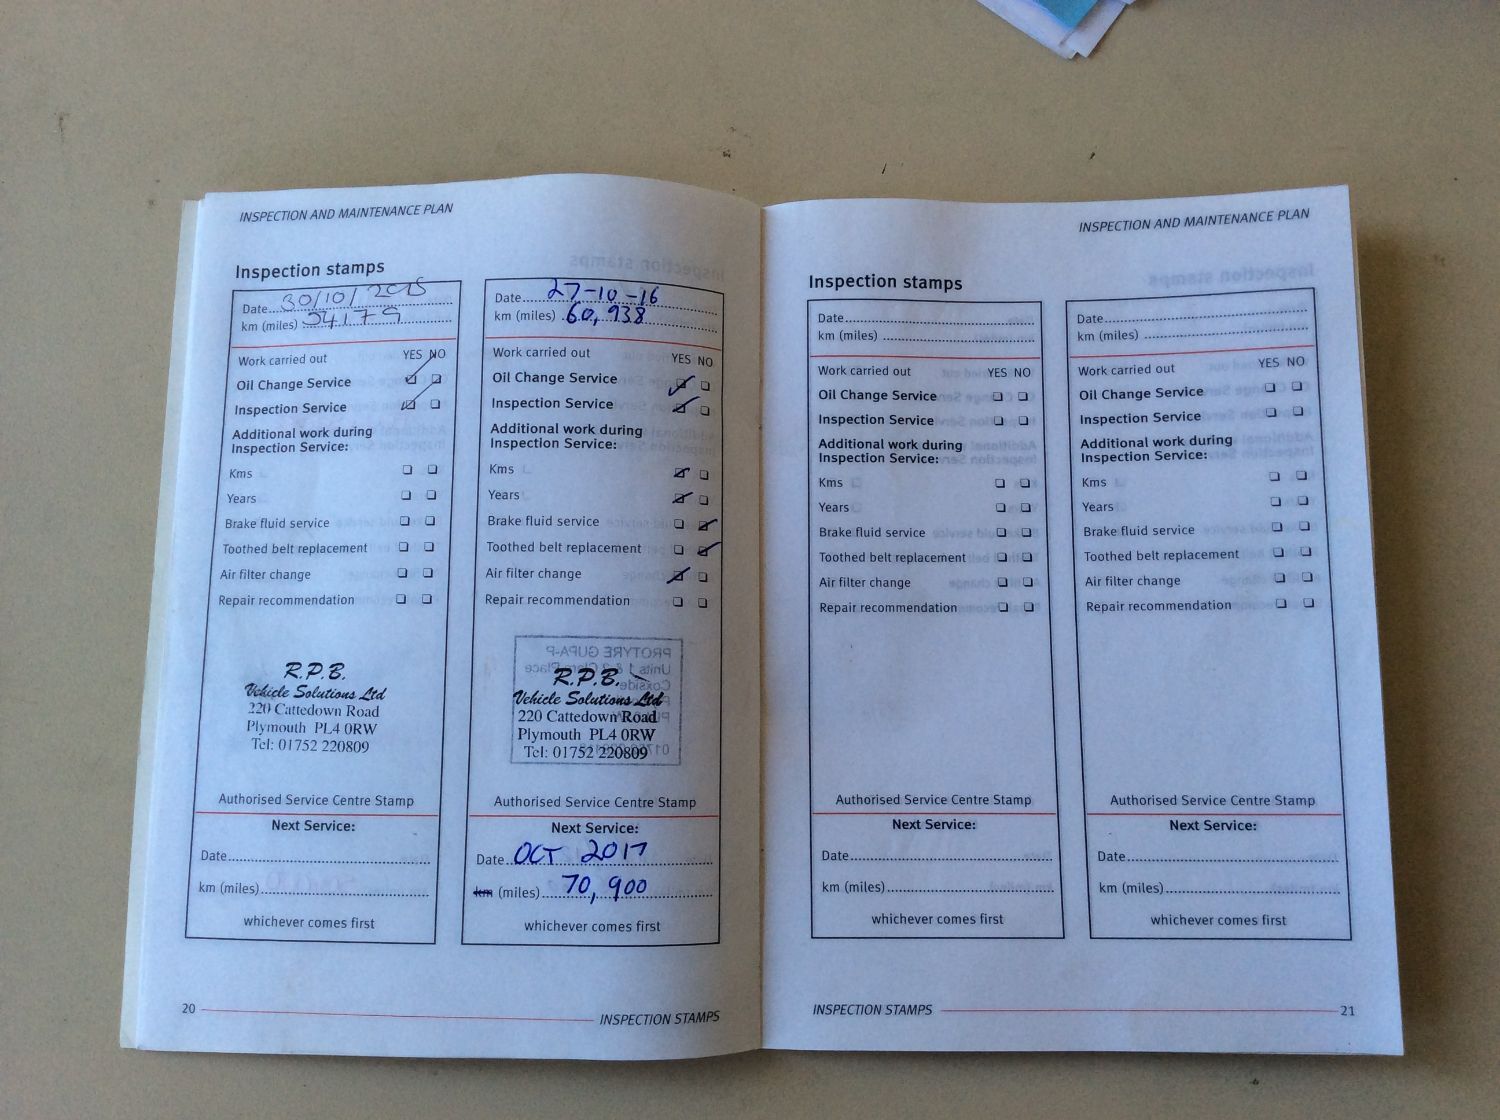 INSPECTION AND MAINTENANCE PLAN
Inspection stamps
Date 30/10/2015
km (miles) 54179
Work carried out YES NO
Oil Change Service
Inspection Service
Additional work during
Inspection Service:
Kms
Years
Brake fluid service
Toothed belt replacement
Air filter change
Repair recommendation
R.P.B.
Vehicle Solutions Ltd
220 Cattedown Road
Plymouth PL4 0RW
Tel: 01752 220809
Authorised Service Centre Stamp
Next Service:
Date
km (miles)
whichever comes first
Date 27-10-16
km (miles) 60,938
Work carried out YES NO
Oil Change Service
Inspection Service
Additional work during
Inspection Service:
Kms
Years
Brake fluid service
Toothed belt replacement
Air filter change
Repair recommendation
R.P.B.
Vehicle Solutions Ltd
220 Cattedown Road
Plymouth PL4 0RW
Tel: 01752 220809
Authorised Service Centre Stamp
Next Service:
Date OCT 2017
km (miles) 70,900
whichever comes first
20
INSPECTION STAMPS
INSPECTION AND MAINTENANCE PLAN
Inspection stamps
Date
km (miles)
Work carried out YES NO
Oil Change Service
Inspection Service
Additional work during
Inspection Service:
Kms
Years
Brake fluid service
Toothed belt replacement
Air filter change
Repair recommendation
Authorised Service Centre Stamp
Next Service:
Date
km (miles)
whichever comes first
Date
km (miles)
Work carried out YES NO
Oil Change Service
Inspection Service
Additional work during
Inspection Service:
Kms
Years
Brake fluid service
Toothed belt replacement
Air filter change
Repair recommendation
Authorised Service Centre Stamp
Next Service:
Date
km (miles)
whichever comes first
INSPECTION STAMPS
21